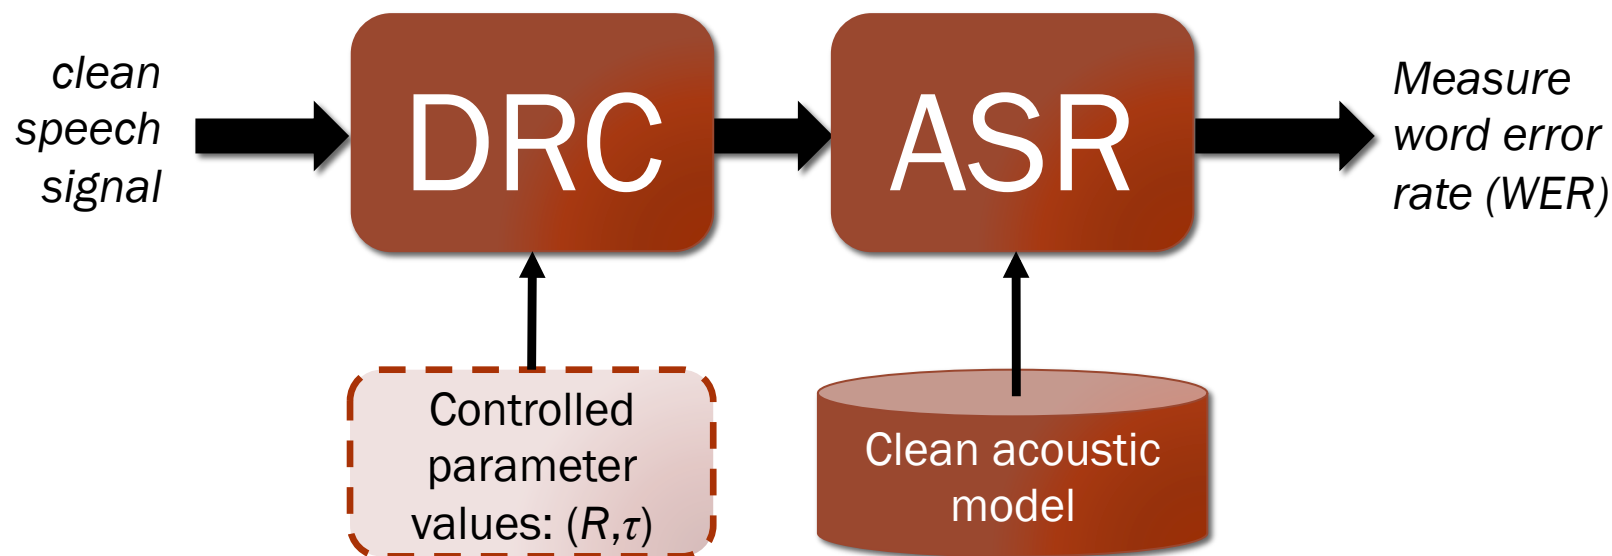 clean
speech
signal
DRC
ASR
Measure
word error
rate (WER)
Controlled
parameter
values: (R,τ)
Clean acoustic
model